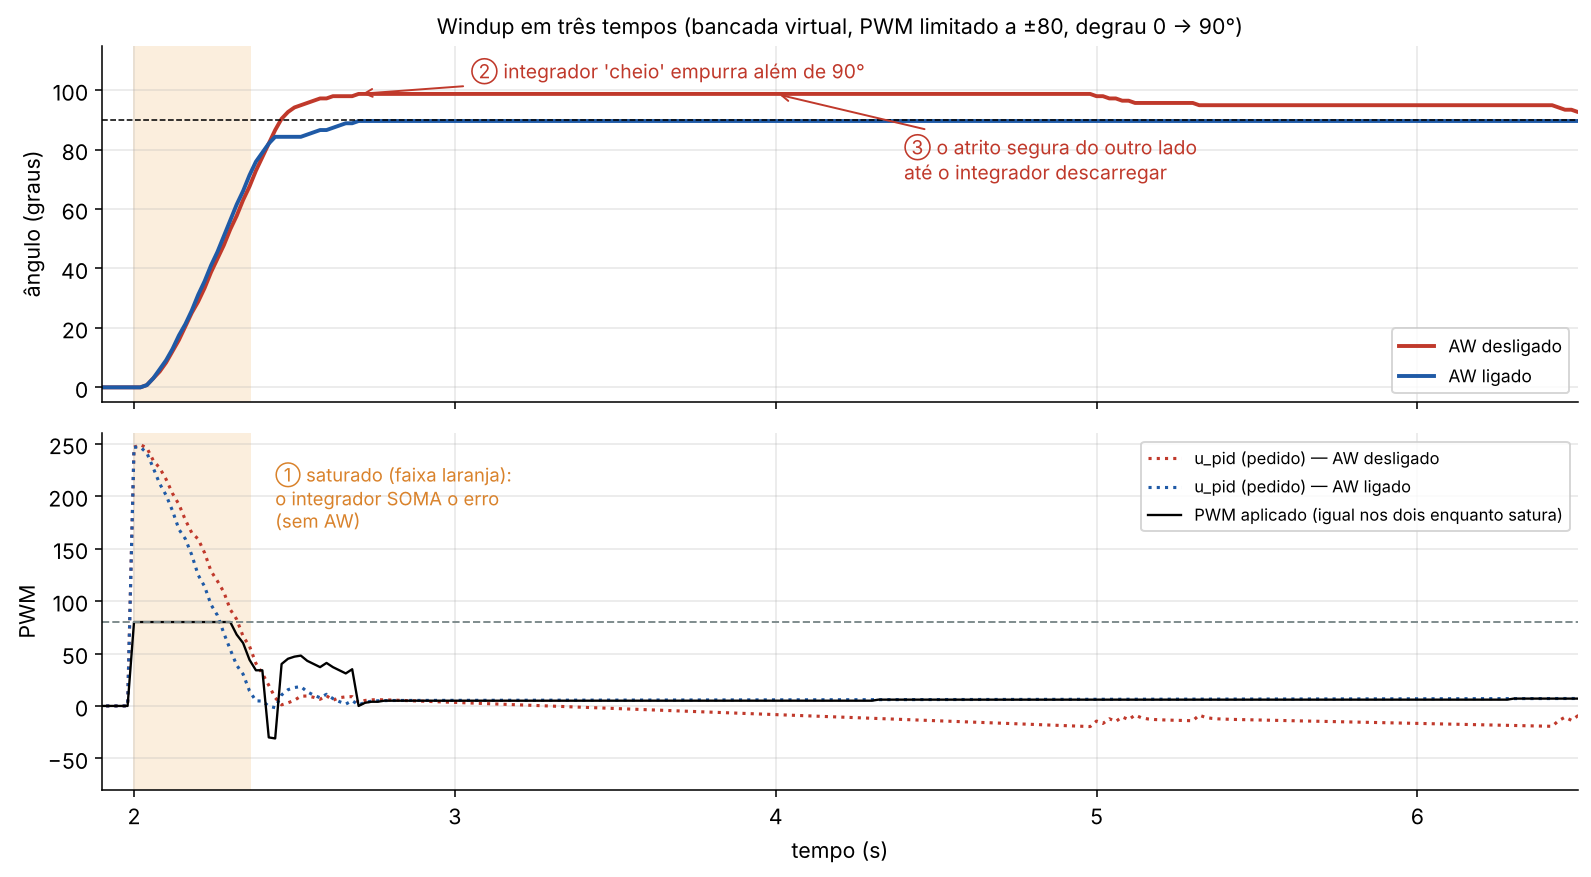 Windup em três tempos (bancada virtual, PWM limitado a ±80, degrau 0 → 90°)
② integrador 'cheio' empurra além de 90°
③ o atrito segura do outro lado
até o integrador descarregar
ângulo (graus)
100
80
60
40
20
0
AW desligado
AW ligado
① saturado (faixa laranja):
o integrador SOMA o erro
(sem AW)
u_pid (pedido) — AW desligado
u_pid (pedido) — AW ligado
PWM aplicado (igual nos dois enquanto satura)
PWM
250
200
150
100
50
0
−50
2
3
4
5
6
tempo (s)